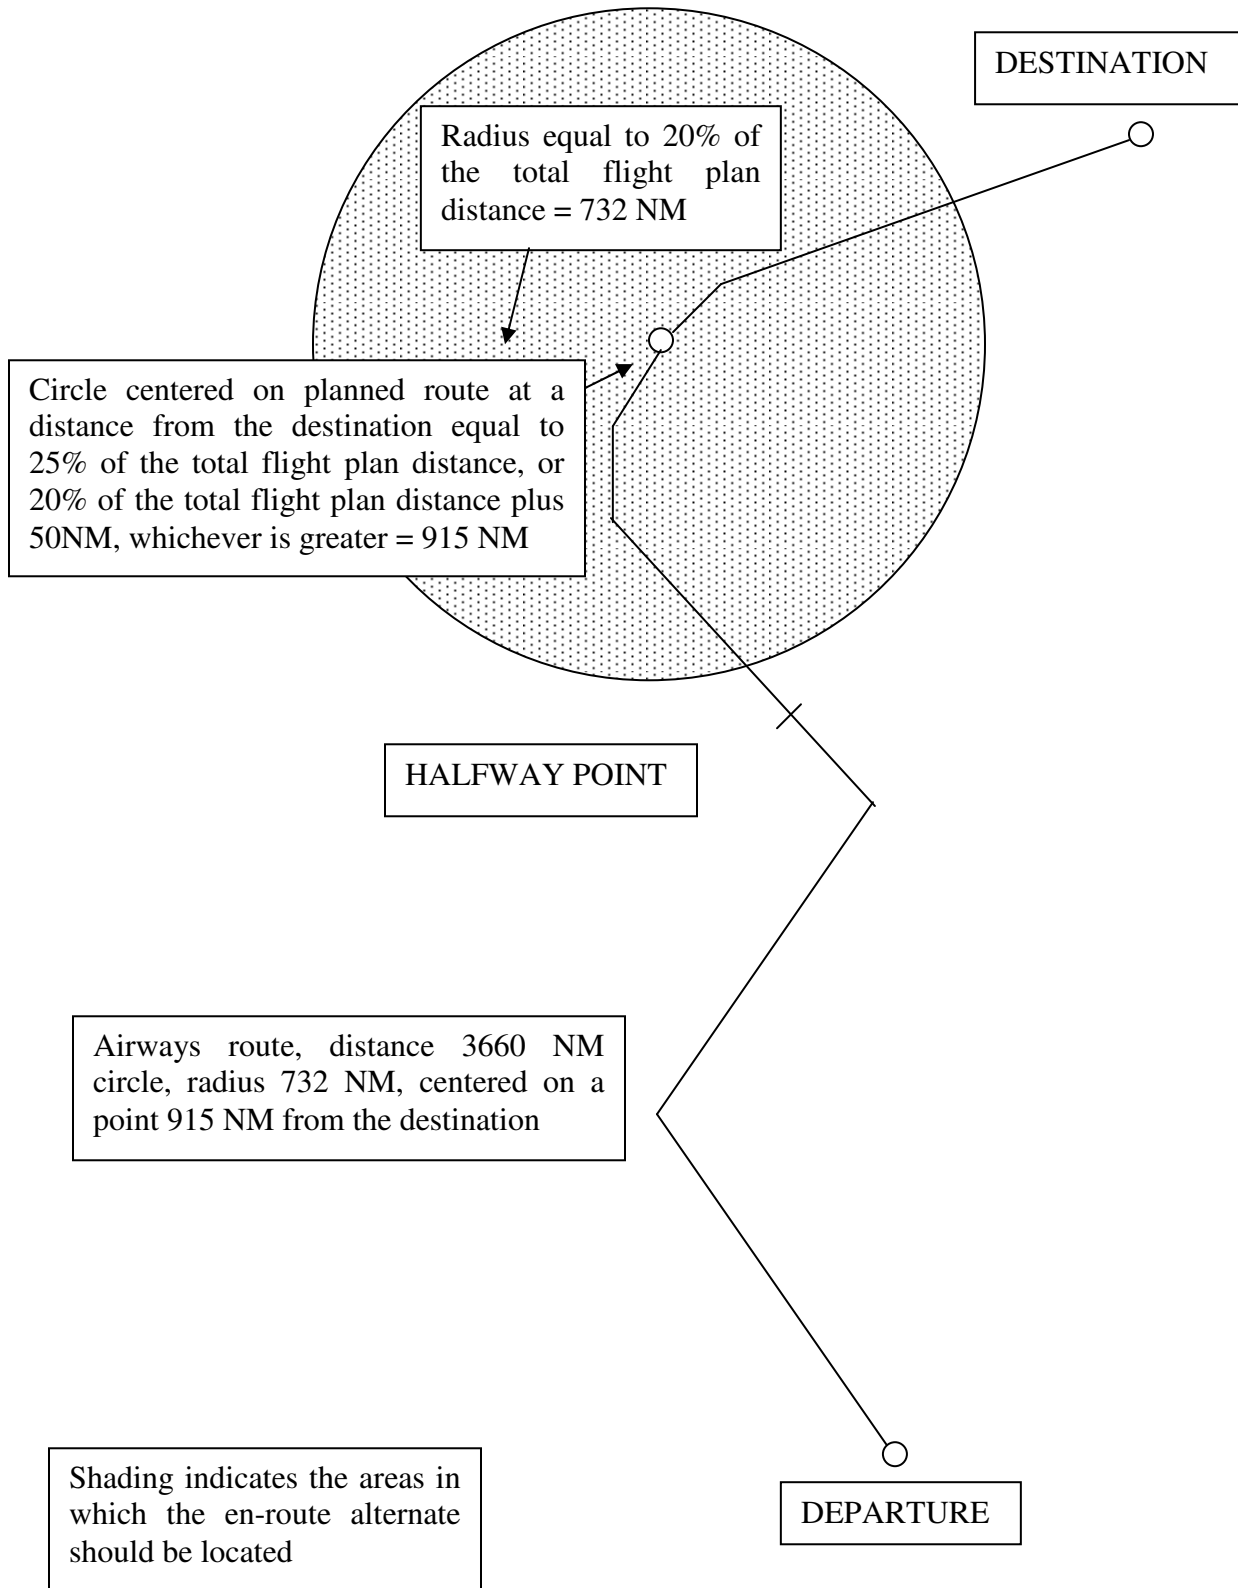 DESTINATION
Radius equal to 20% of
the total flight plan
distance = 732 NM
Circle centered on planned route at a
distance from the destination equal to
25% of the total flight plan distance, or
20% of the total flight plan distance plus
50NM, whichever is greater = 915 NM
HALFWAY POINT
Airways route, distance 3660 NM
circle, radius 732 NM, centered on a
point 915 NM from the destination
Shading indicates the areas in
which the en-route alternate
should be located
DEPARTURE